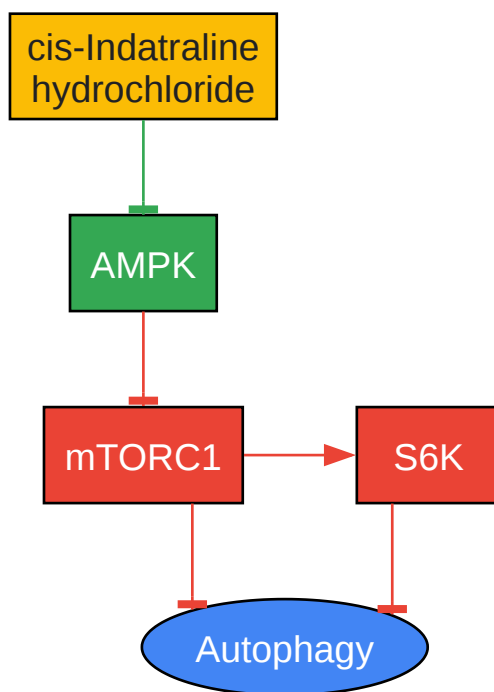 cis-Indatraline
hydrochloride
AMPK
mTORC1
S6K
Autophagy